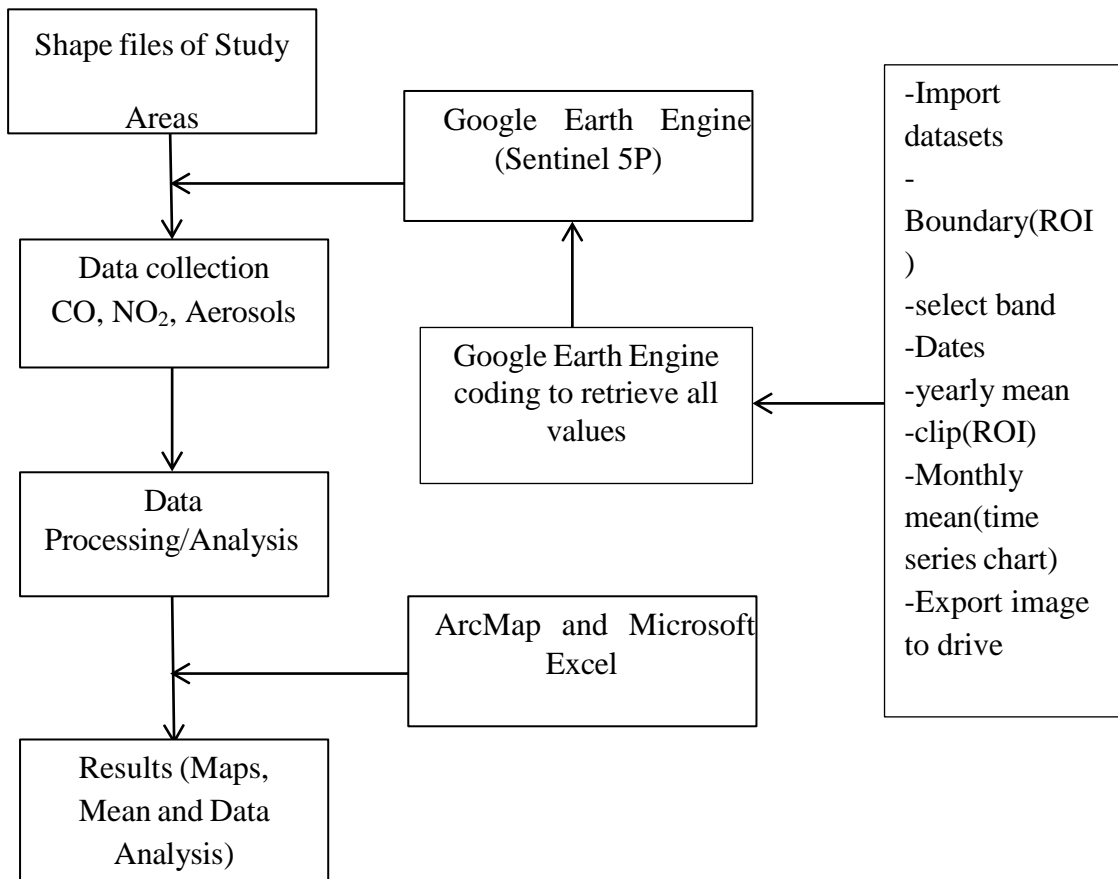 Shape files of Study
Areas
Google Earth Engine
(Sentinel 5P)
-Import
datasets
-
Boundary(ROI
)
-select band
-Dates
-yearly mean
-clip(ROI)
-Monthly
mean(time
series chart)
-Export image
to drive
Data collection
CO, NO₂, Aerosols
Google Earth Engine
coding to retrieve all
values
Data
Processing/Analysis
ArcMap and Microsoft
Excel
Results (Maps,
Mean and Data
Analysis)